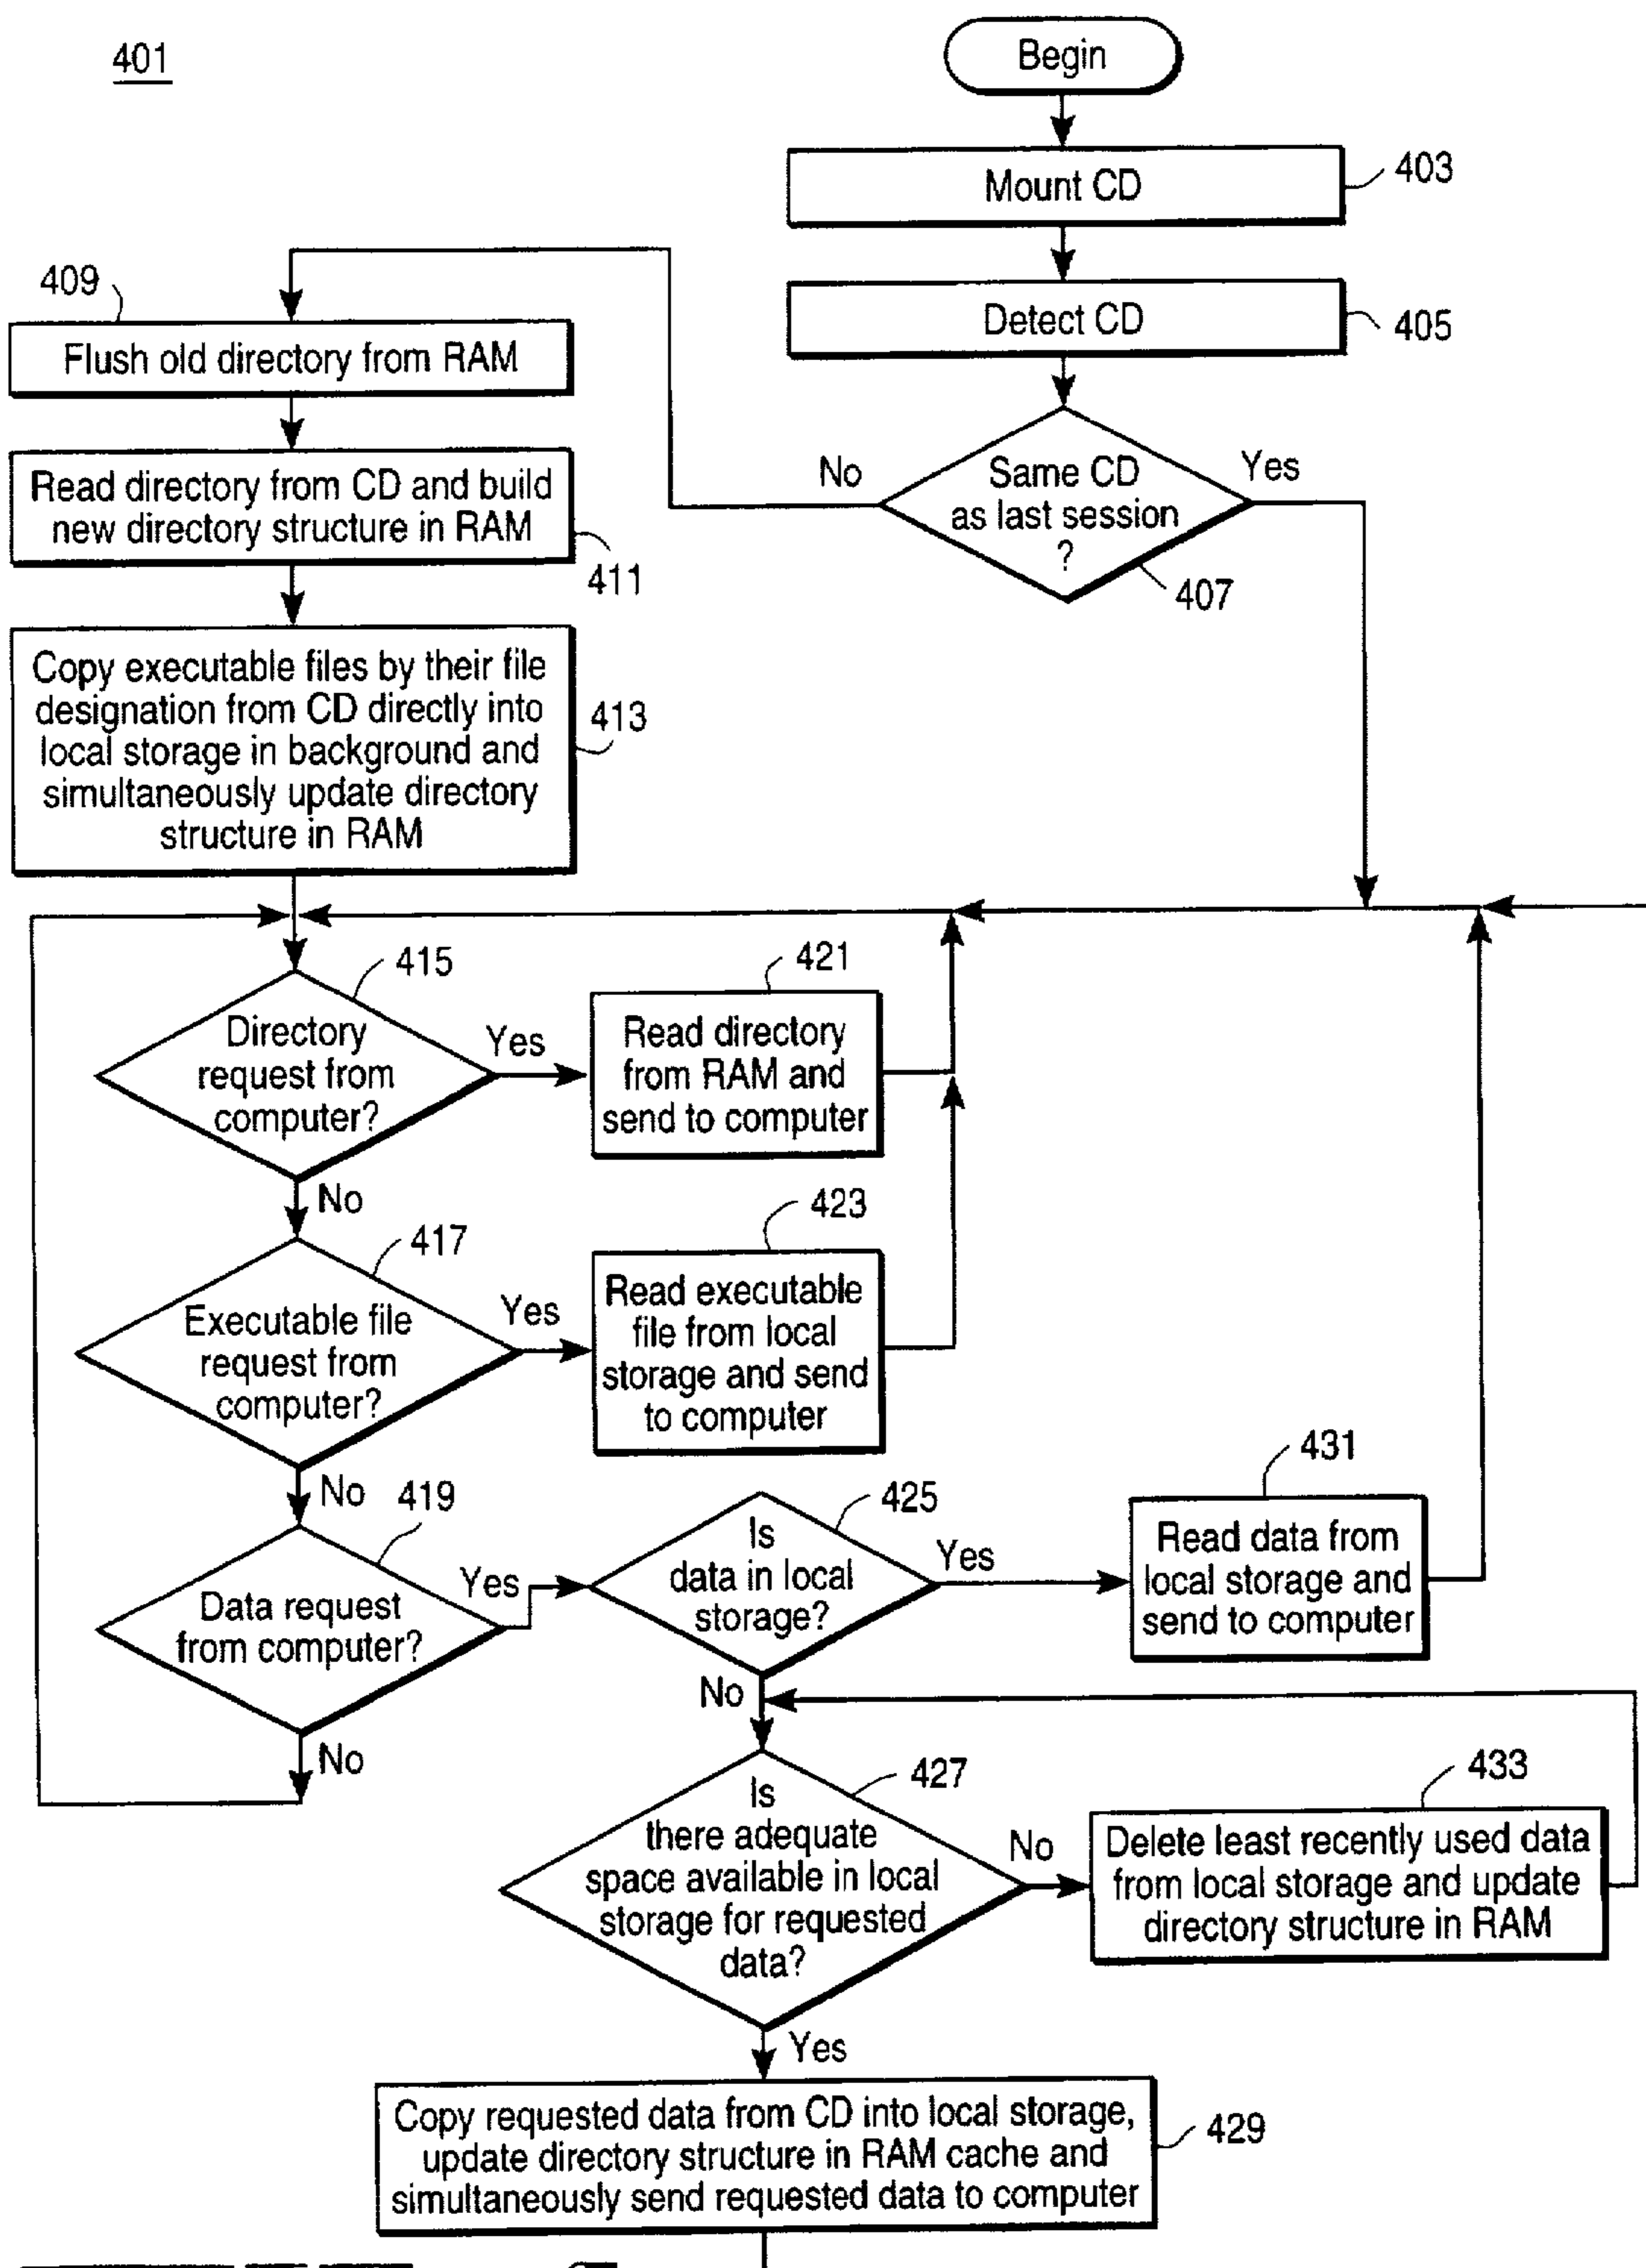 401
Begin
Mount CD
403
Detect CD
405
Same CD
as last session
?
407
No
Yes
409
Flush old directory from RAM
Read directory from CD and build
new directory structure in RAM
411
Copy executable files by their file
designation from CD directly into
local storage in background and
simultaneously update directory
structure in RAM
413
415
Directory
request from
computer?
Yes
421
Read directory
from RAM and
send to computer
No
417
Executable file
request from
computer?
Yes
423
Read executable
file from local
storage and send
to computer
No
419
Data request
from computer?
Yes
No
425
Is
data in local
storage?
Yes
431
Read data from
local storage and
send to computer
No
427
Is
there adequate
space available in local
storage for requested
data?
No
433
Delete least recently used data
from local storage and update
directory structure in RAM
Yes
Copy requested data from CD into local storage,
update directory structure in RAM cache and
simultaneously send requested data to computer
429